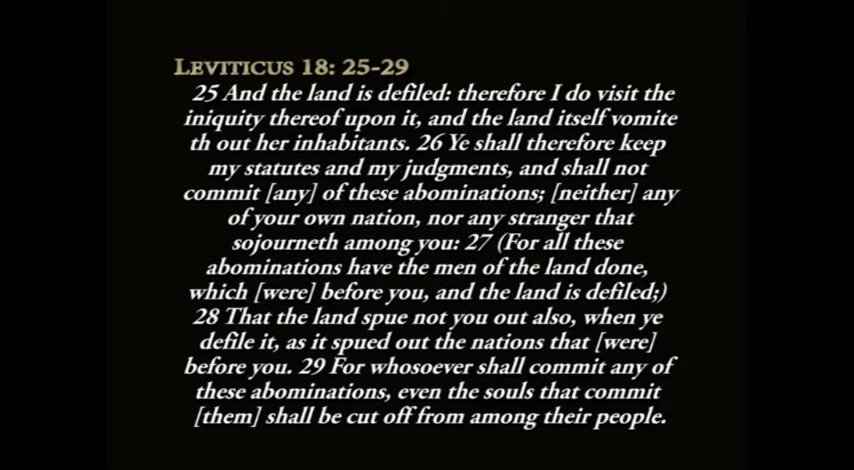 LEVITICUS 18: 25-29
25 And the land is defiled: therefore I do visit the
iniquity thereof upon it, and the land itself vomite
th out her inhabitants. 26 Ye shall therefore keep
my statutes and my judgments, and shall not
commit [any] of these abominations; [neither] any
of your own nation, nor any stranger that
sojourneth among you: 27 (For all these
abominations have the men of the land done,
which [were] before you, and the land is defiled;)
28 That the land spue not you out also, when ye
defile it, as it spued out the nations that [were]
before you. 29 For whosoever shall commit any of
these abominations, even the souls that commit
[them] shall be cut off from among their people.